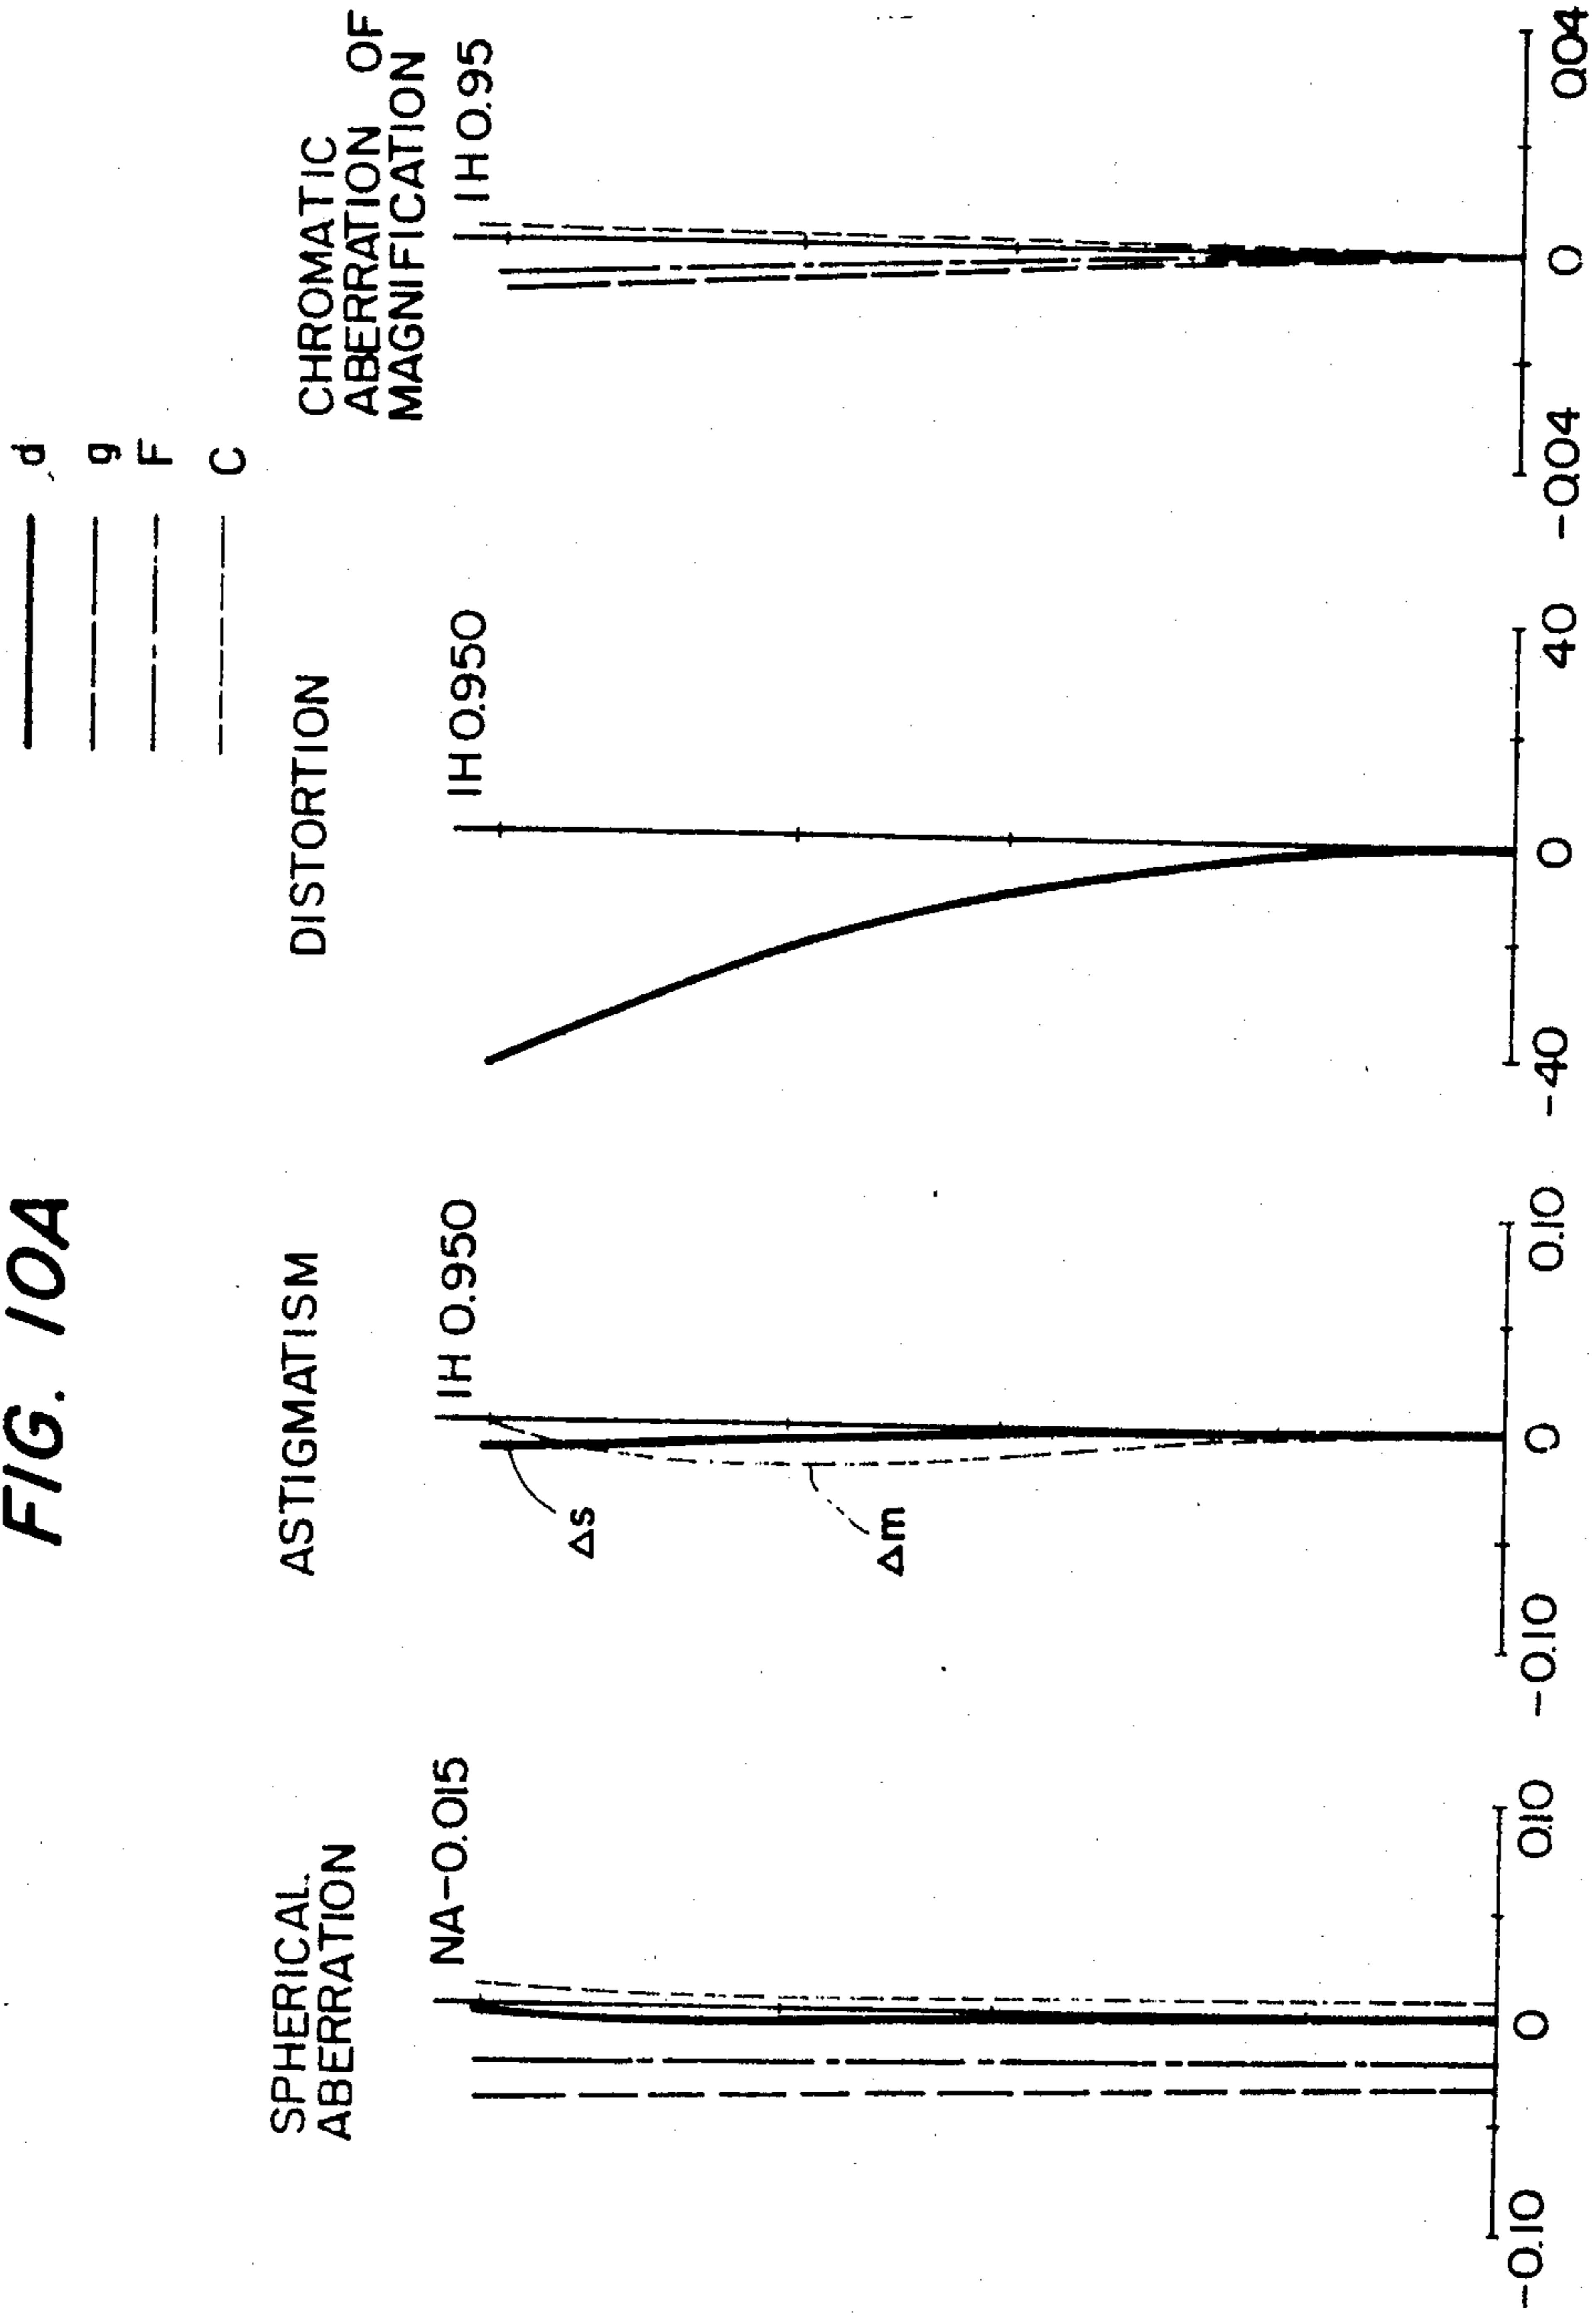 FIG. 10A
d
g
F
C
SPHERICAL
ABERRATION
NA-0.015
-0.10
0
0.10
ASTIGMATISM
IH 0.950
Δs
Δm
-0.10
0
0.10
DISTORTION
IH 0.950
-40
0
40
CHROMATIC
ABERRATION OF
MAGNIFICATION
IH 0.95
-0.04
0
0.04